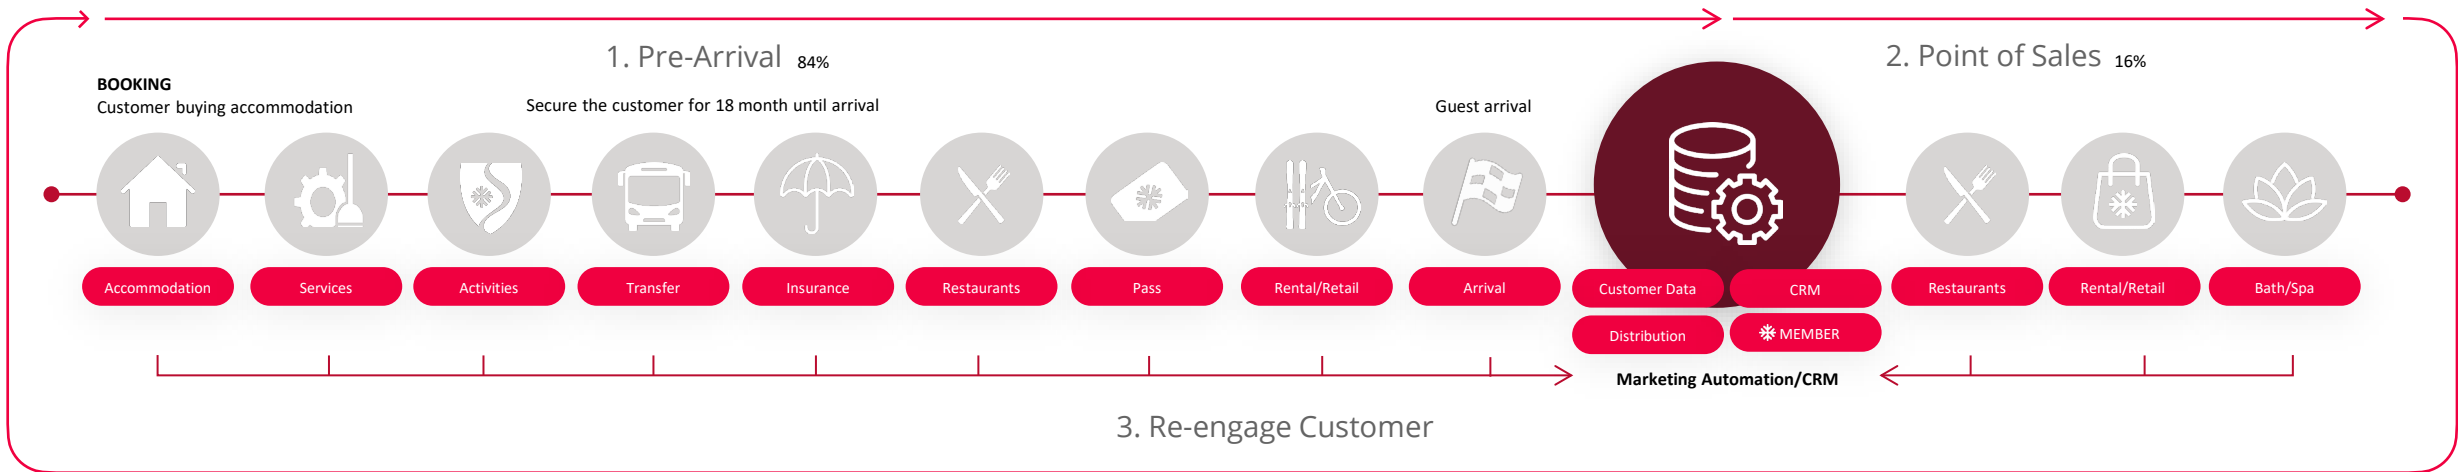 1. Pre-Arrival 84%
2. Point of Sales 16%
BOOKING
Customer buying accommodation
Secure the customer for 18 month until arrival
Guest arrival
Accommodation
Services
Activities
Transfer
Insurance
Restaurants
Pass
Rental/Retail
Arrival
Customer Data
CRM
Distribution
MEMBER
Restaurants
Rental/Retail
Bath/Spa
Marketing Automation/CRM
3. Re-engage Customer